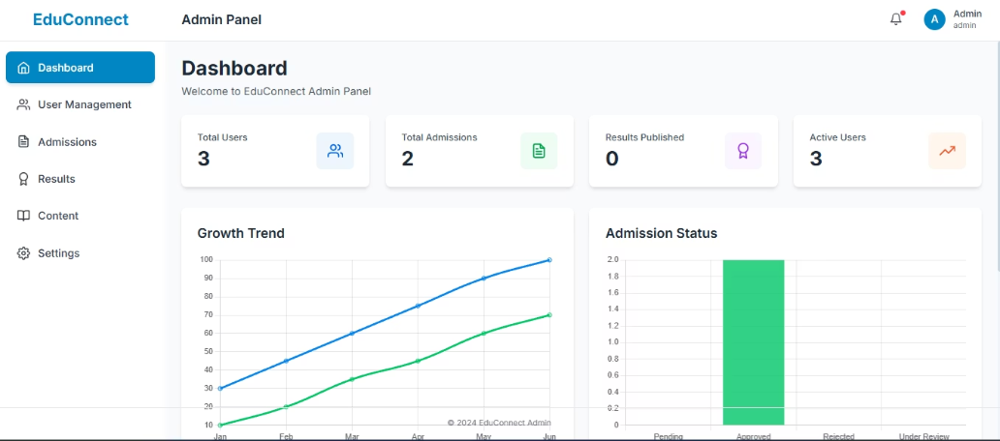 EduConnect
Admin Panel
A
Admin
admin
Dashboard
User Management
Admissions
Results
Content
Settings
Dashboard
Welcome to EduConnect Admin Panel
Total Users
3
Total Admissions
2
Results Published
0
Active Users
3
Growth Trend
100
90
80
70
60
50
40
30
20
10
Jan Feb Mar Apr May Jun
Admission Status
2.0
1.8
1.6
1.4
1.2
1.0
0.8
0.6
0.4
0.2
0
Pending Approved Rejected Under Review
© 2024 EduConnect Admin